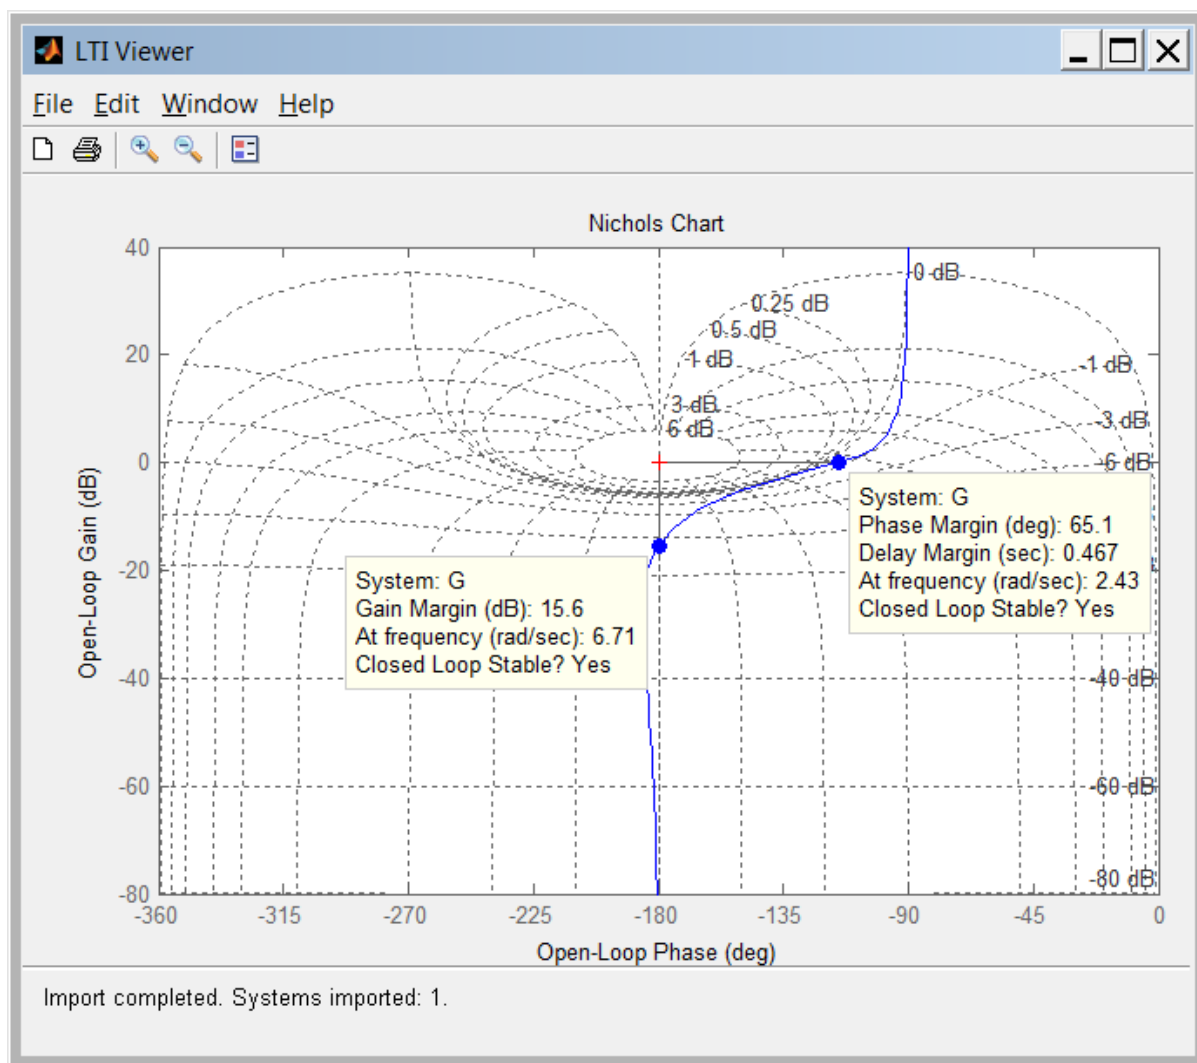 LTI Viewer
File Edit Window Help
Nichols Chart
40
20
0
-20
-40
-60
-80
-360
-315
-270
-225
-180
-135
-90
-45
0
Open-Loop Gain (dB)
Open-Loop Phase (deg)
0 dB
0.25 dB
0.5 dB
1 dB
3 dB
6 dB
-1 dB
-3 dB
-6 dB
-40 dB
-60 dB
-80 dB
System: G
Phase Margin (deg): 65.1
Delay Margin (sec): 0.467
At frequency (rad/sec): 2.43
Closed Loop Stable? Yes
System: G
Gain Margin (dB): 15.6
At frequency (rad/sec): 6.71
Closed Loop Stable? Yes
Import completed. Systems imported: 1.